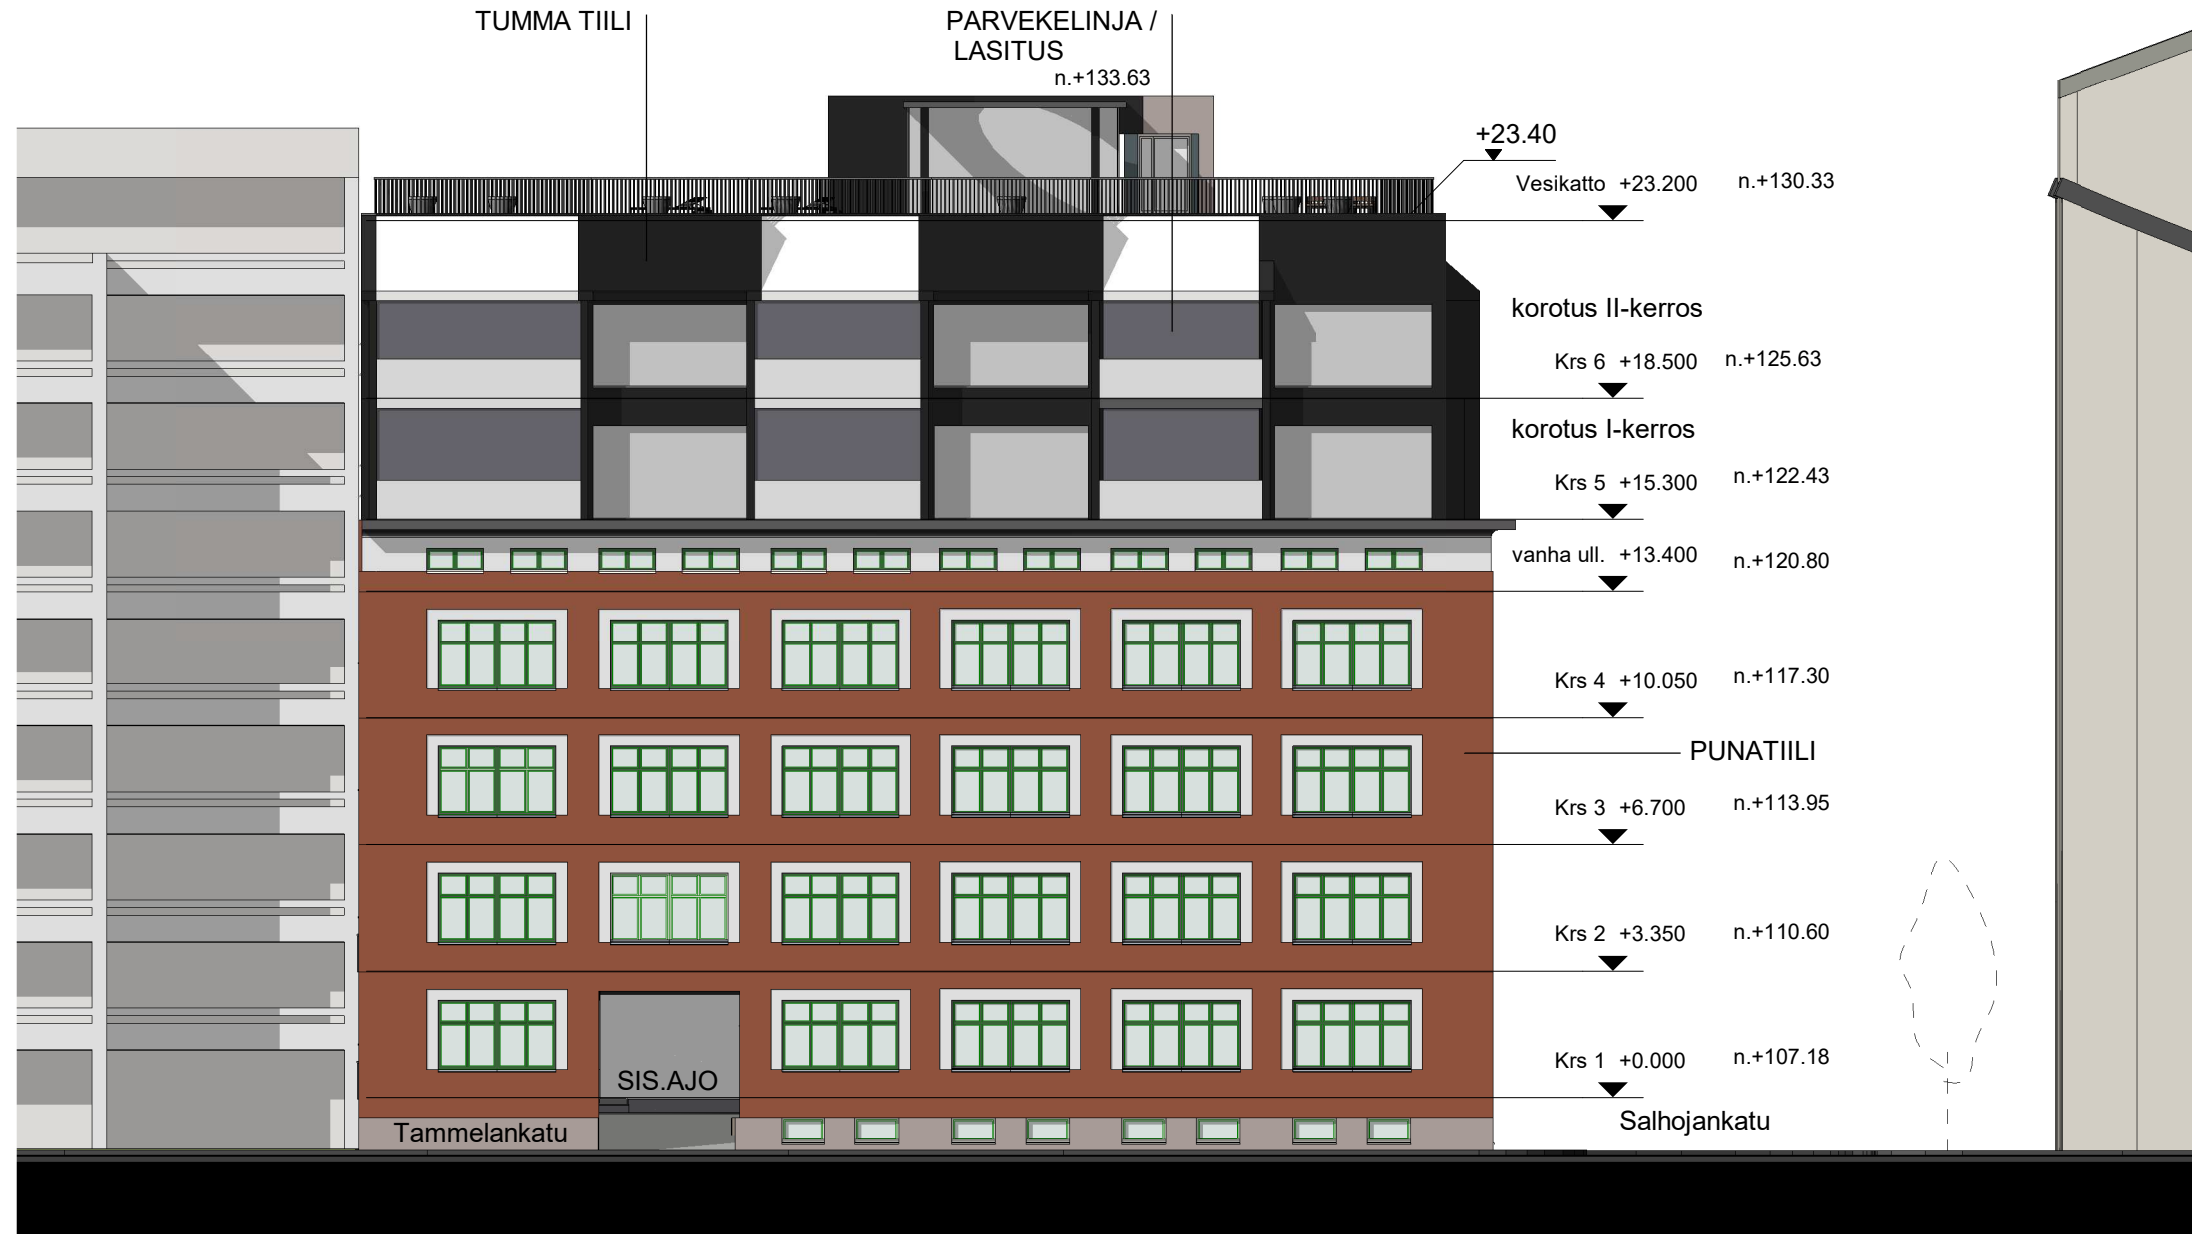 TUMMA TIILI
PARVEKELINJA /
LASITUS
n.+133.63
+23.40
Vesikatto +23.200 n.+130.33
korotus II-kerros
Krs 6 +18.500 n.+125.63
korotus I-kerros
Krs 5 +15.300 n.+122.43
vanha ull. +13.400 n.+120.80
Krs 4 +10.050 n.+117.30
PUNATIILI
Krs 3 +6.700 n.+113.95
Krs 2 +3.350 n.+110.60
Krs 1 +0.000 n.+107.18
SIS.AJO
Tammelankatu
Salhojankatu